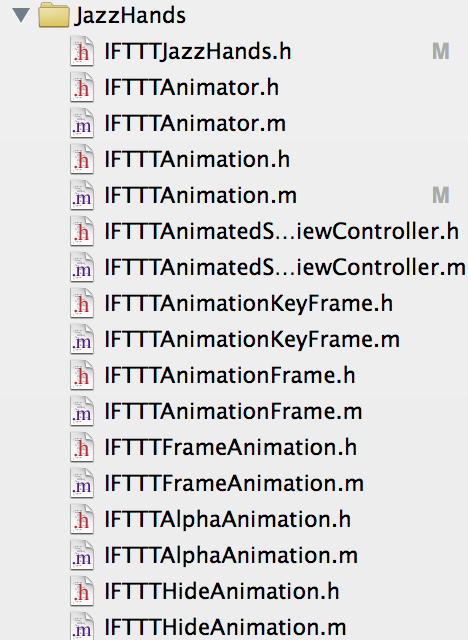 JazzHands
.h IFTTTJazzHands.h M
.h IFTTTAnimator.h
.m IFTTTAnimator.m
.h IFTTTAnimation.h
.m IFTTTAnimation.m M
.h IFTTTAnimatedS...iewController.h
.m IFTTTAnimatedS...iewController.m
.h IFTTTAnimationKeyFrame.h
.m IFTTTAnimationKeyFrame.m
.h IFTTTAnimationFrame.h
.m IFTTTAnimationFrame.m
.h IFTTTFrameAnimation.h
.m IFTTTFrameAnimation.m
.h IFTTTAlphaAnimation.h
.m IFTTTAlphaAnimation.m
.h IFTTTHideAnimation.h
.m IFTTTHideAnimation.m